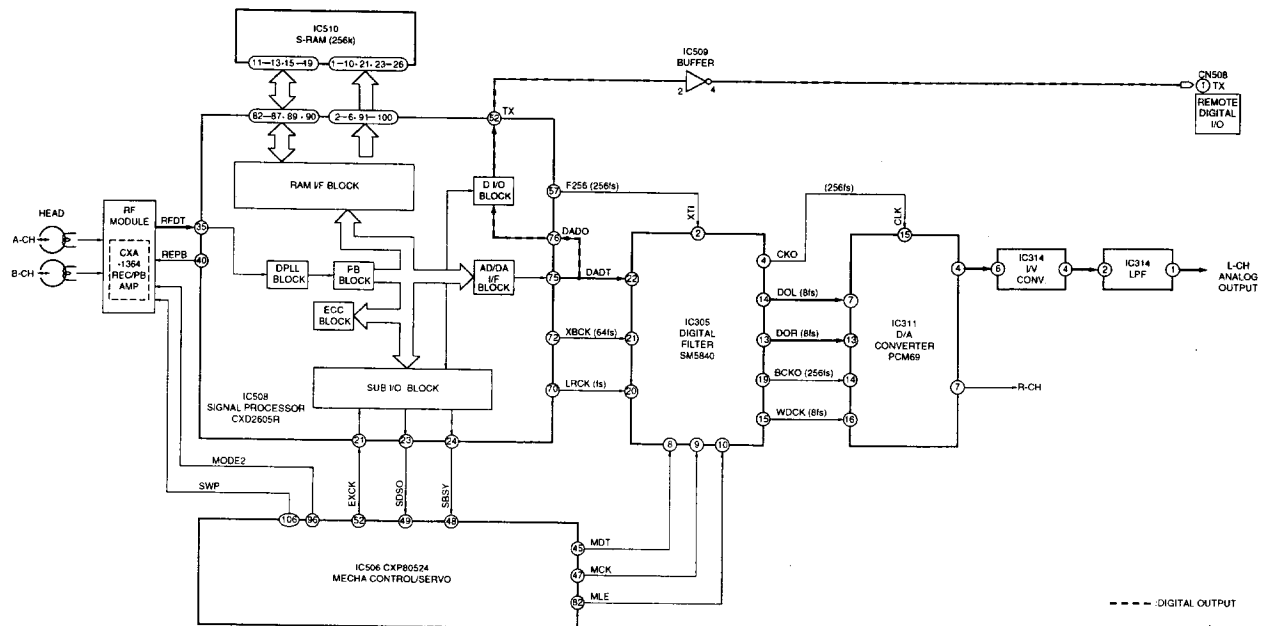 IC510
S-RAM (256k)
11—13·15—19
1—10·21·23—26
IC509
BUFFER
2
4
CN508
1 TX
REMOTE
DIGITAL
I/O
82—87·89·90
2—6·91—100
52
TX
RAM I/F BLOCK
D I/O
BLOCK
57
F256 (256fs)
(256fs)
XTI
CLK
HEAD
A-CH
B-CH
RF
MODULE
CXA
-1364
REC/PB
AMP
RFDT
35
REPB
40
DPLL
BLOCK
PB
BLOCK
ECC
BLOCK
AD/DA
I/F
BLOCK
76
DADO
75
DADT
22
72
XBCK (64fs)
21
70
LRCK (fs)
20
2
IC305
DIGITAL
FILTER
SM5840
4
CKO
14
DOL (8fs)
7
13
DOR (8fs)
13
19
BCKO (256fs)
14
15
WDCK (8fs)
16
15
IC311
D/A
CONVERTER
PCM69
4
7
R-CH
6
IC314
I/V
CONV.
4
2
IC314
LPF
1
L-CH
ANALOG
OUTPUT
SUB I/O BLOCK
IC508
SIGNAL PROCESSOR
CXD2605R
21
23
24
8
9
10
MODE2
SWP
EXCK
SDSO
SBSY
106
96
52
49
48
IC506 CXP80524
MECHA CONTROL/SERVO
45
MDT
47
MCK
82
MLE
:DIGITAL OUTPUT